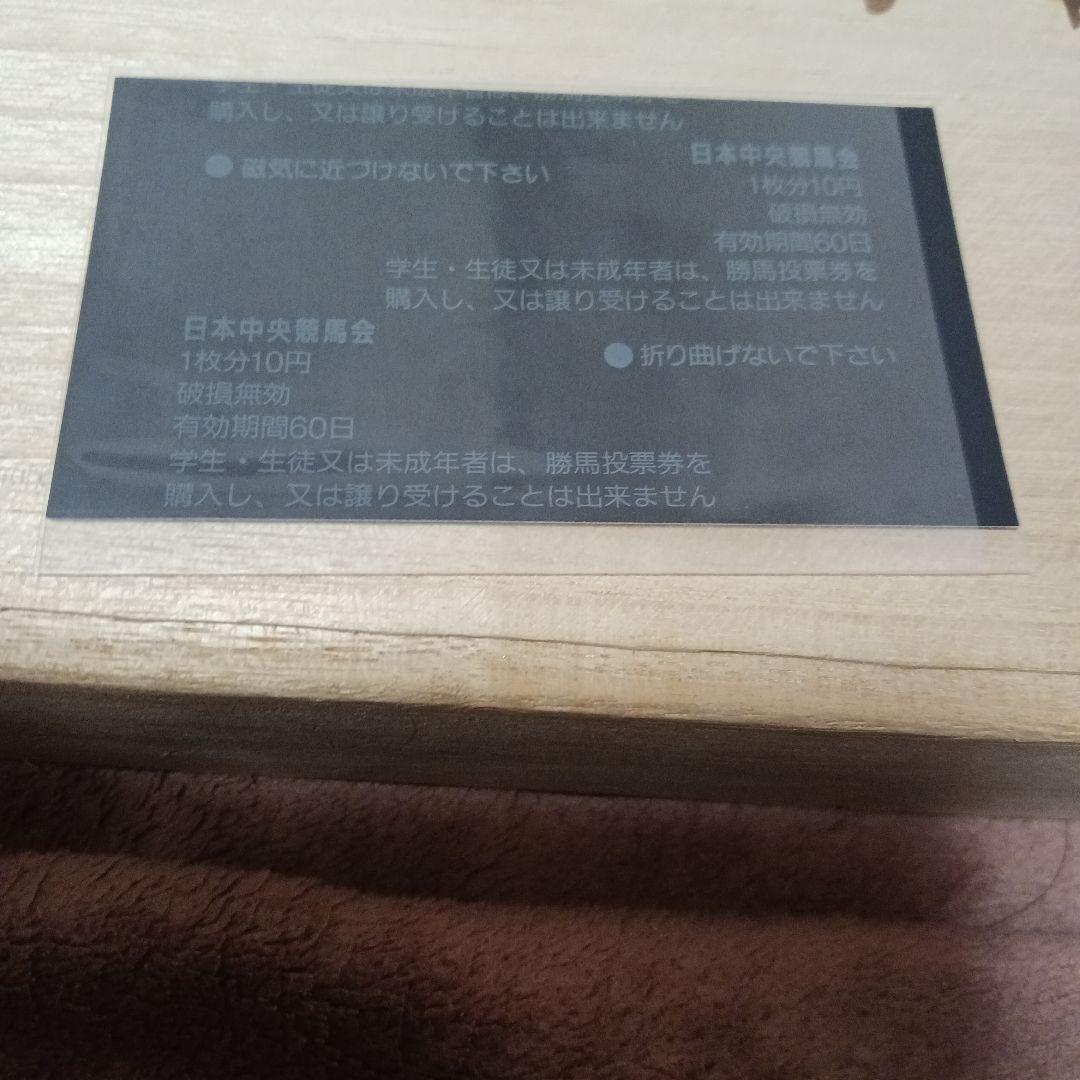 購入し、又は譲り受けることは出来ません
日本中央競馬会
● 磁気に近づけないで下さい
1枚分10円
破損無効
有効期間60日
学生・生徒又は未成年者は、勝馬投票券を
購入し、又は譲り受けることは出来ません
日本中央競馬会
1枚分10円
● 折り曲げないで下さい
破損無効
有効期間60日
学生・生徒又は未成年者は、勝馬投票券を
購入し、又は譲り受けることは出来ません